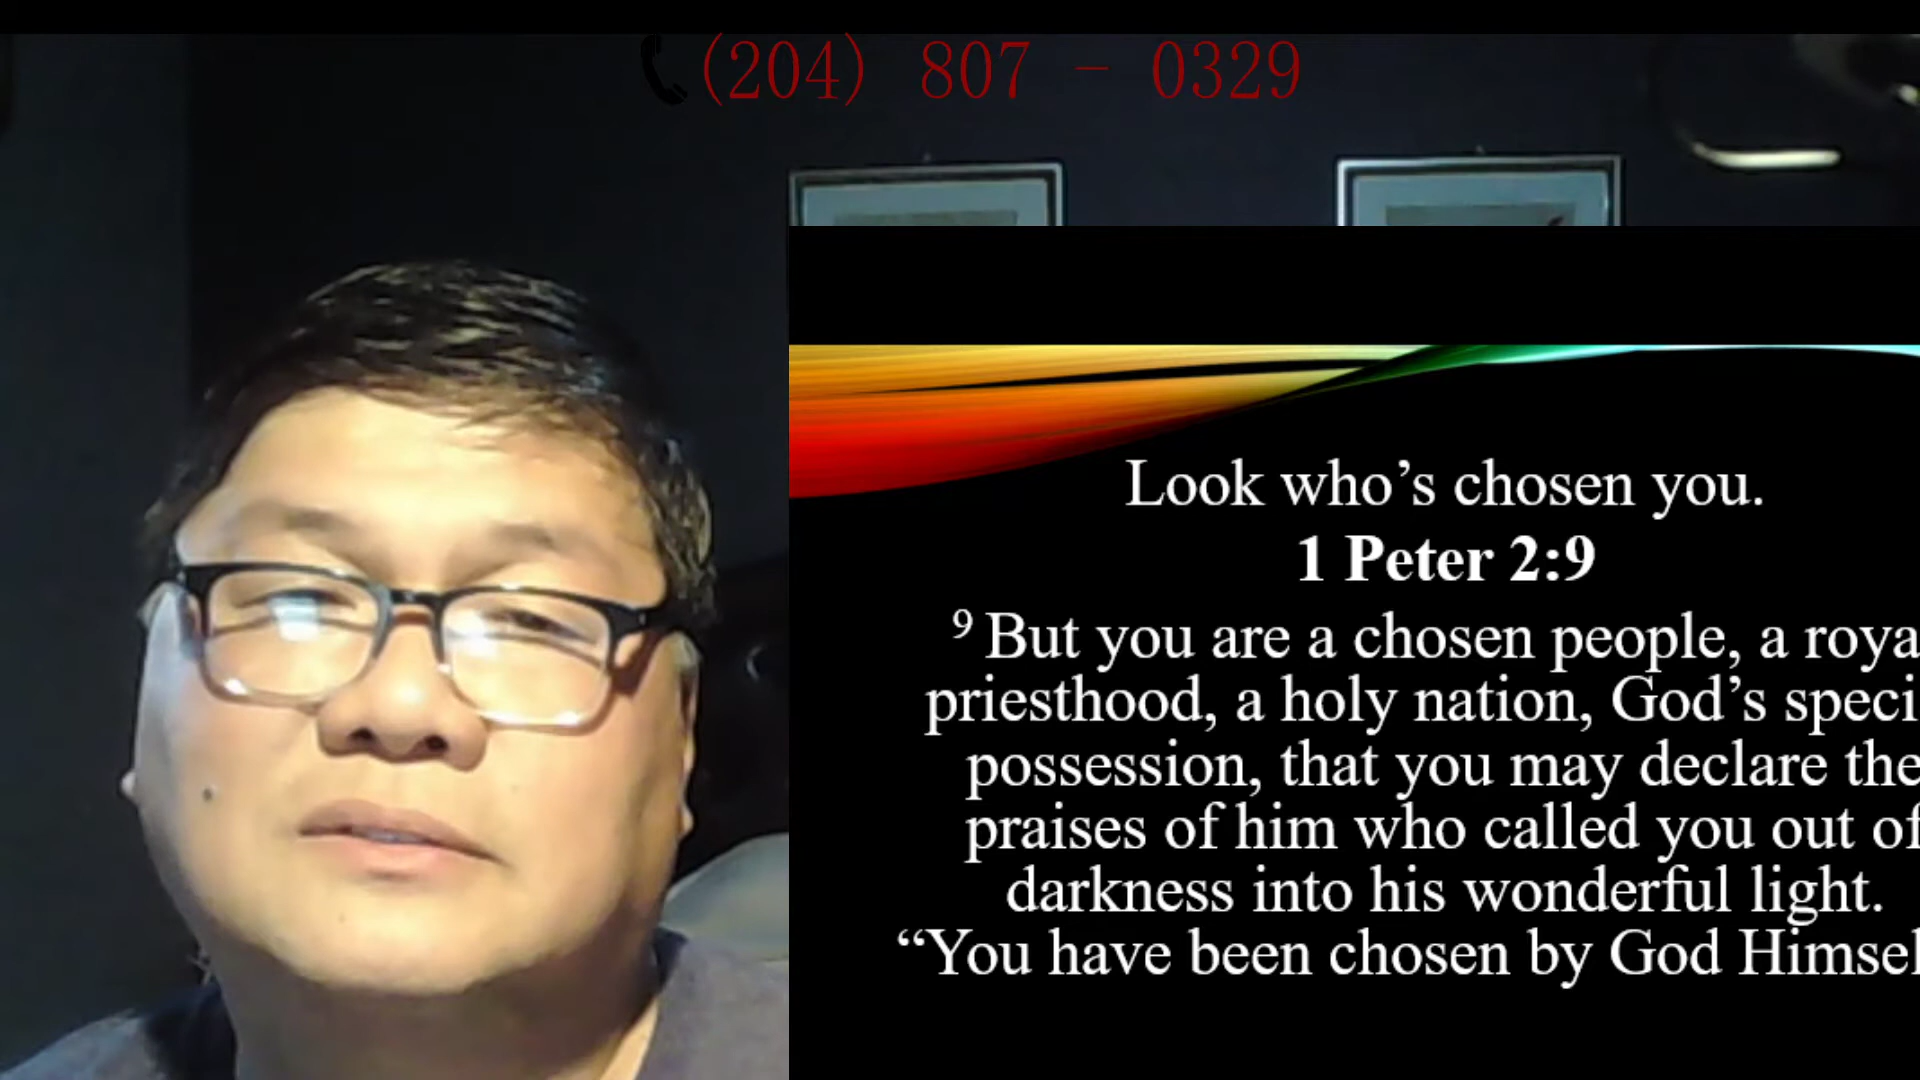 (204) 807 - 0329
Look who’s chosen you.
1 Peter 2:9
9 But you are a chosen people, a roya
priesthood, a holy nation, God’s speci
possession, that you may declare the
praises of him who called you out of
darkness into his wonderful light.
“You have been chosen by God Himsel